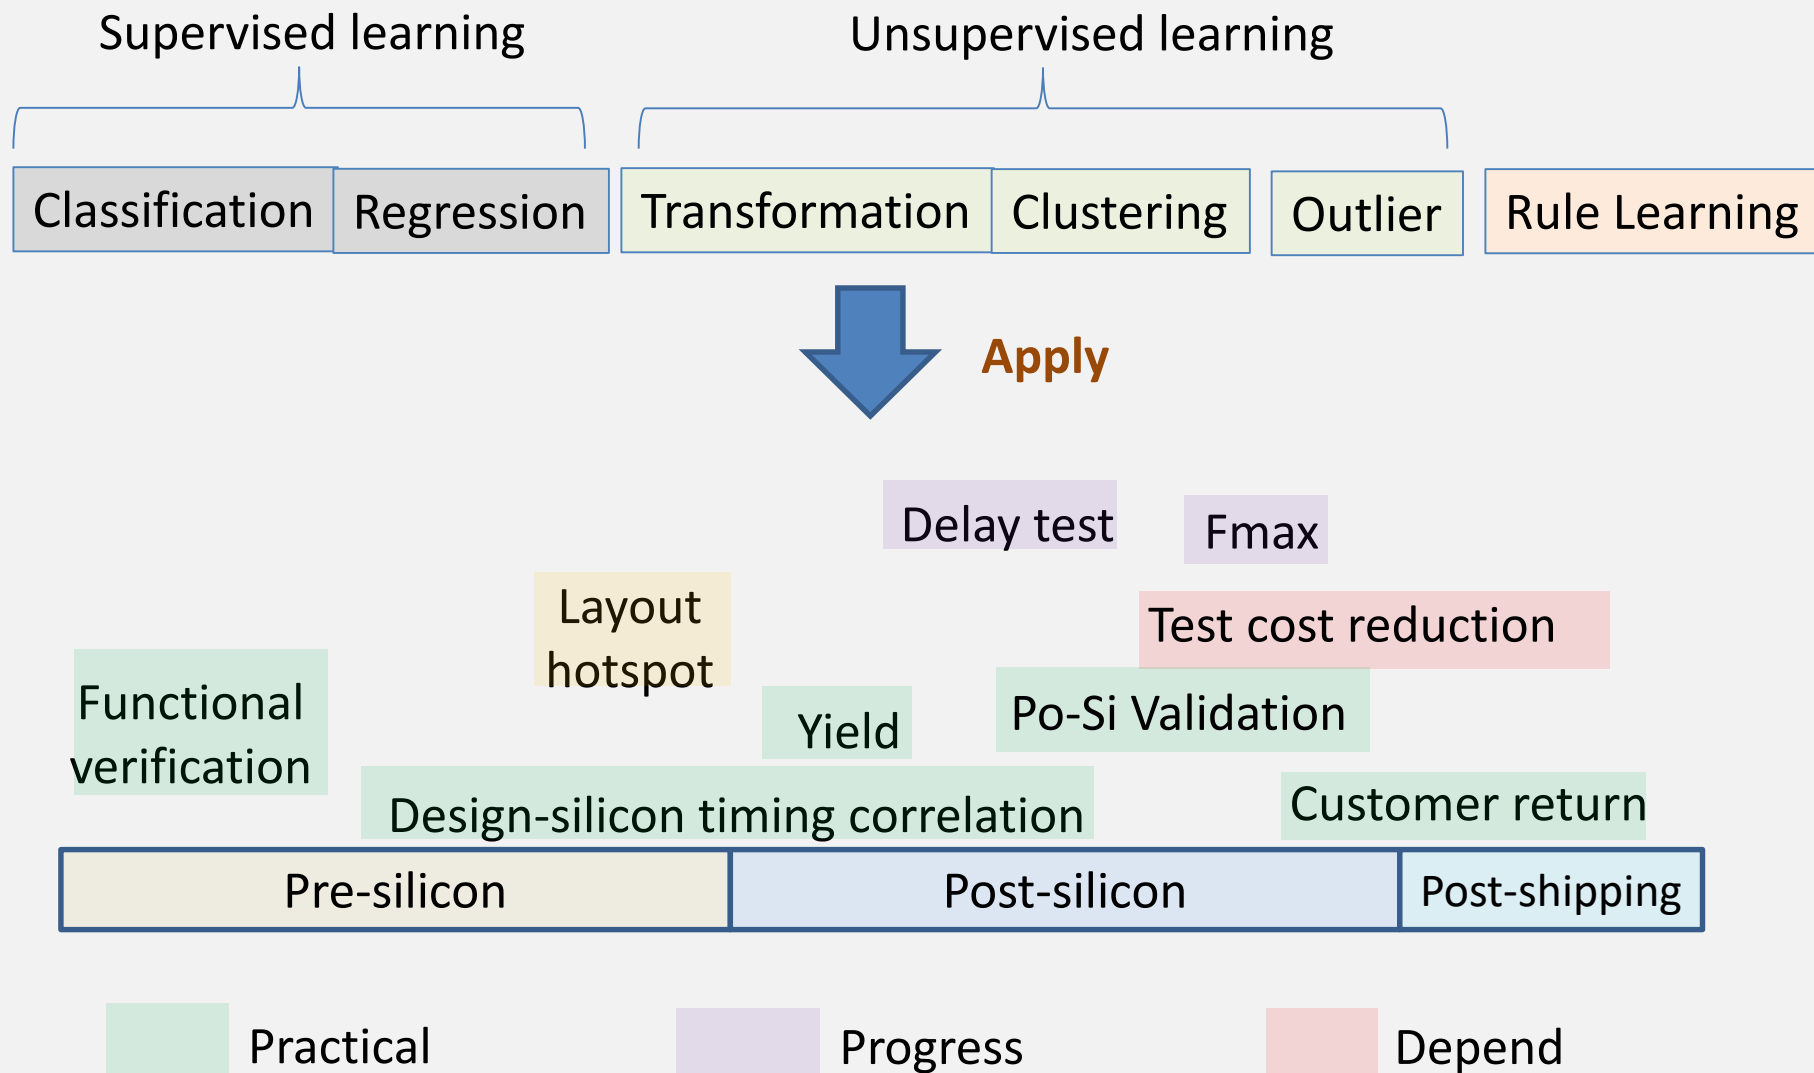 Supervised learning
Unsupervised learning
Classification
Regression
Transformation
Clustering
Outlier
Rule Learning
Apply
Delay test
Fmax
Layout
hotspot
Test cost reduction
Functional
verification
Yield
Po-Si Validation
Design-silicon timing correlation
Customer return
Pre-silicon
Post-silicon
Post-shipping
Practical
Progress
Depend